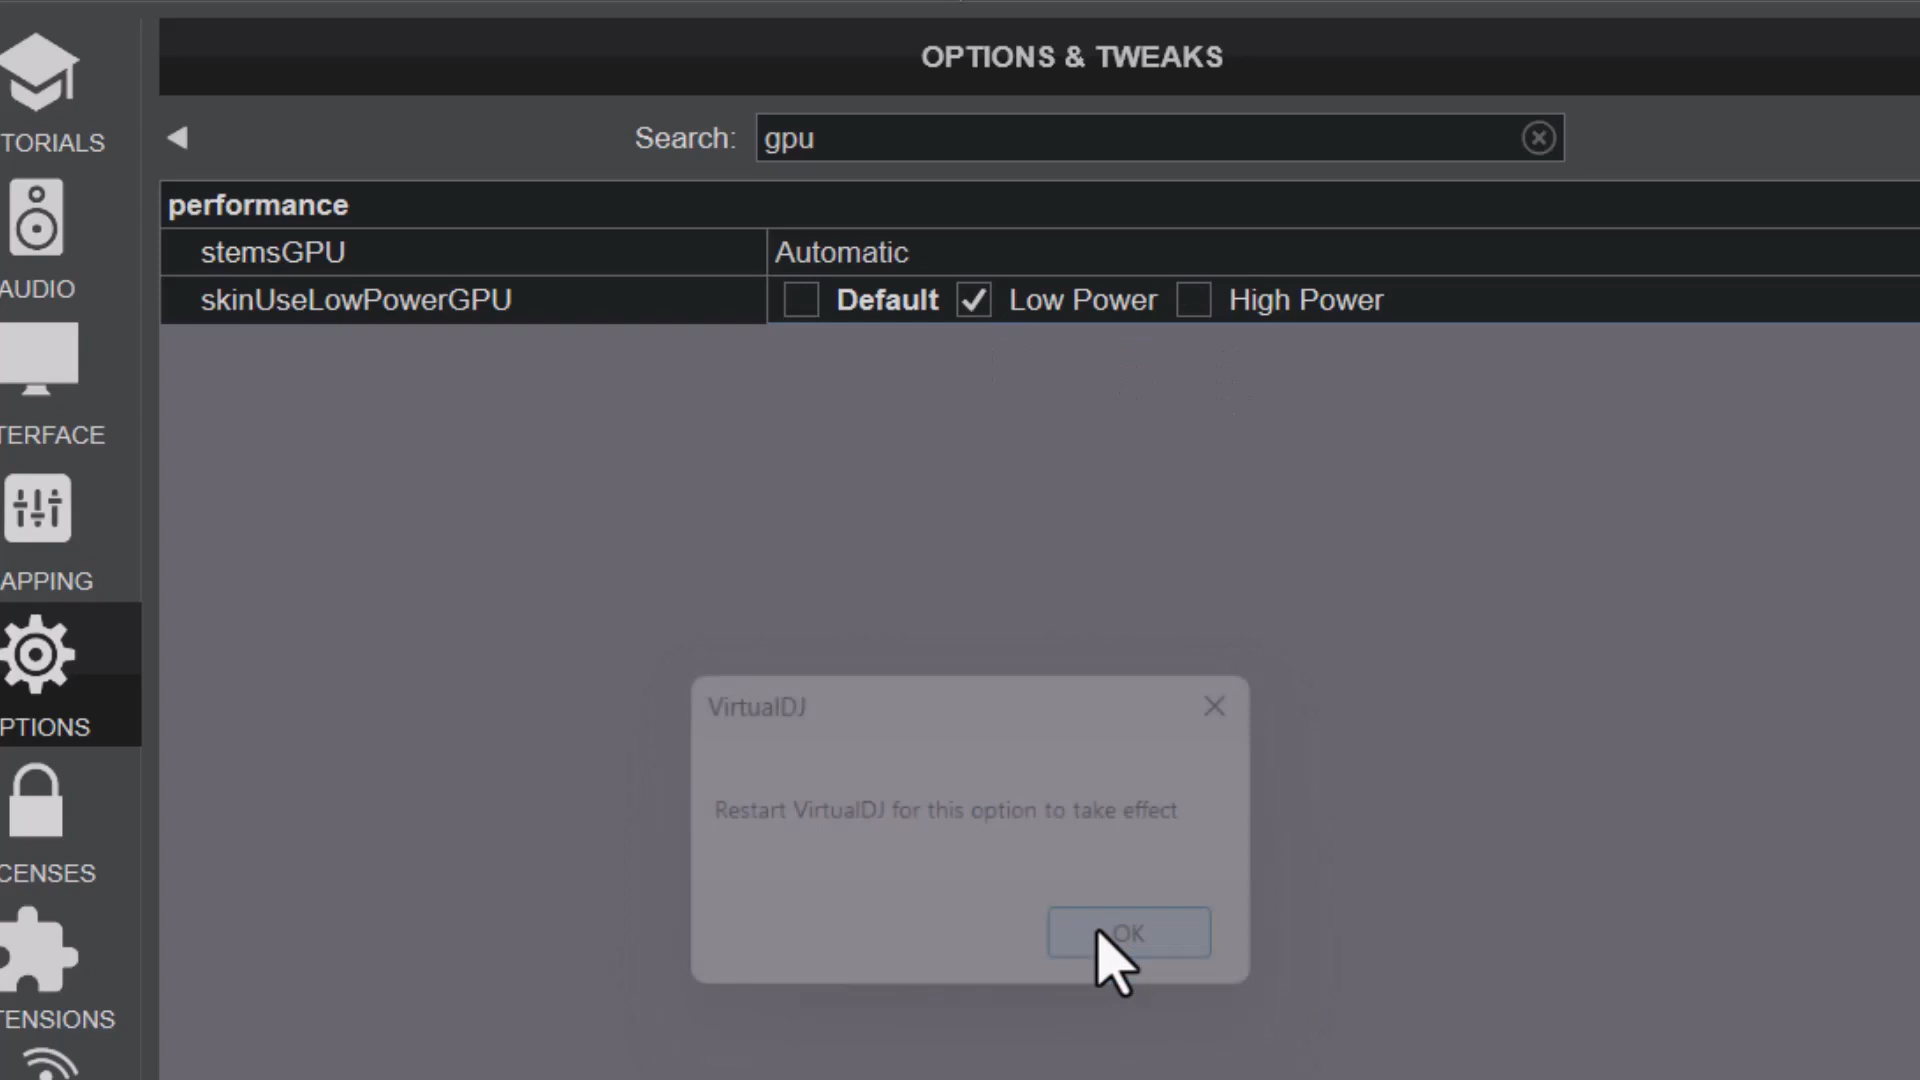 OPTIONS & TWEAKS
Search: gpu
performance
stemsGPU Automatic
skinUseLowPowerGPU Default Low Power High Power
TORIALS
AUDIO
TERFACE
APPING
PTIONS
CENSES
TENSIONS
VirtualDJ
Restart VirtualDJ for this option to take effect
OK